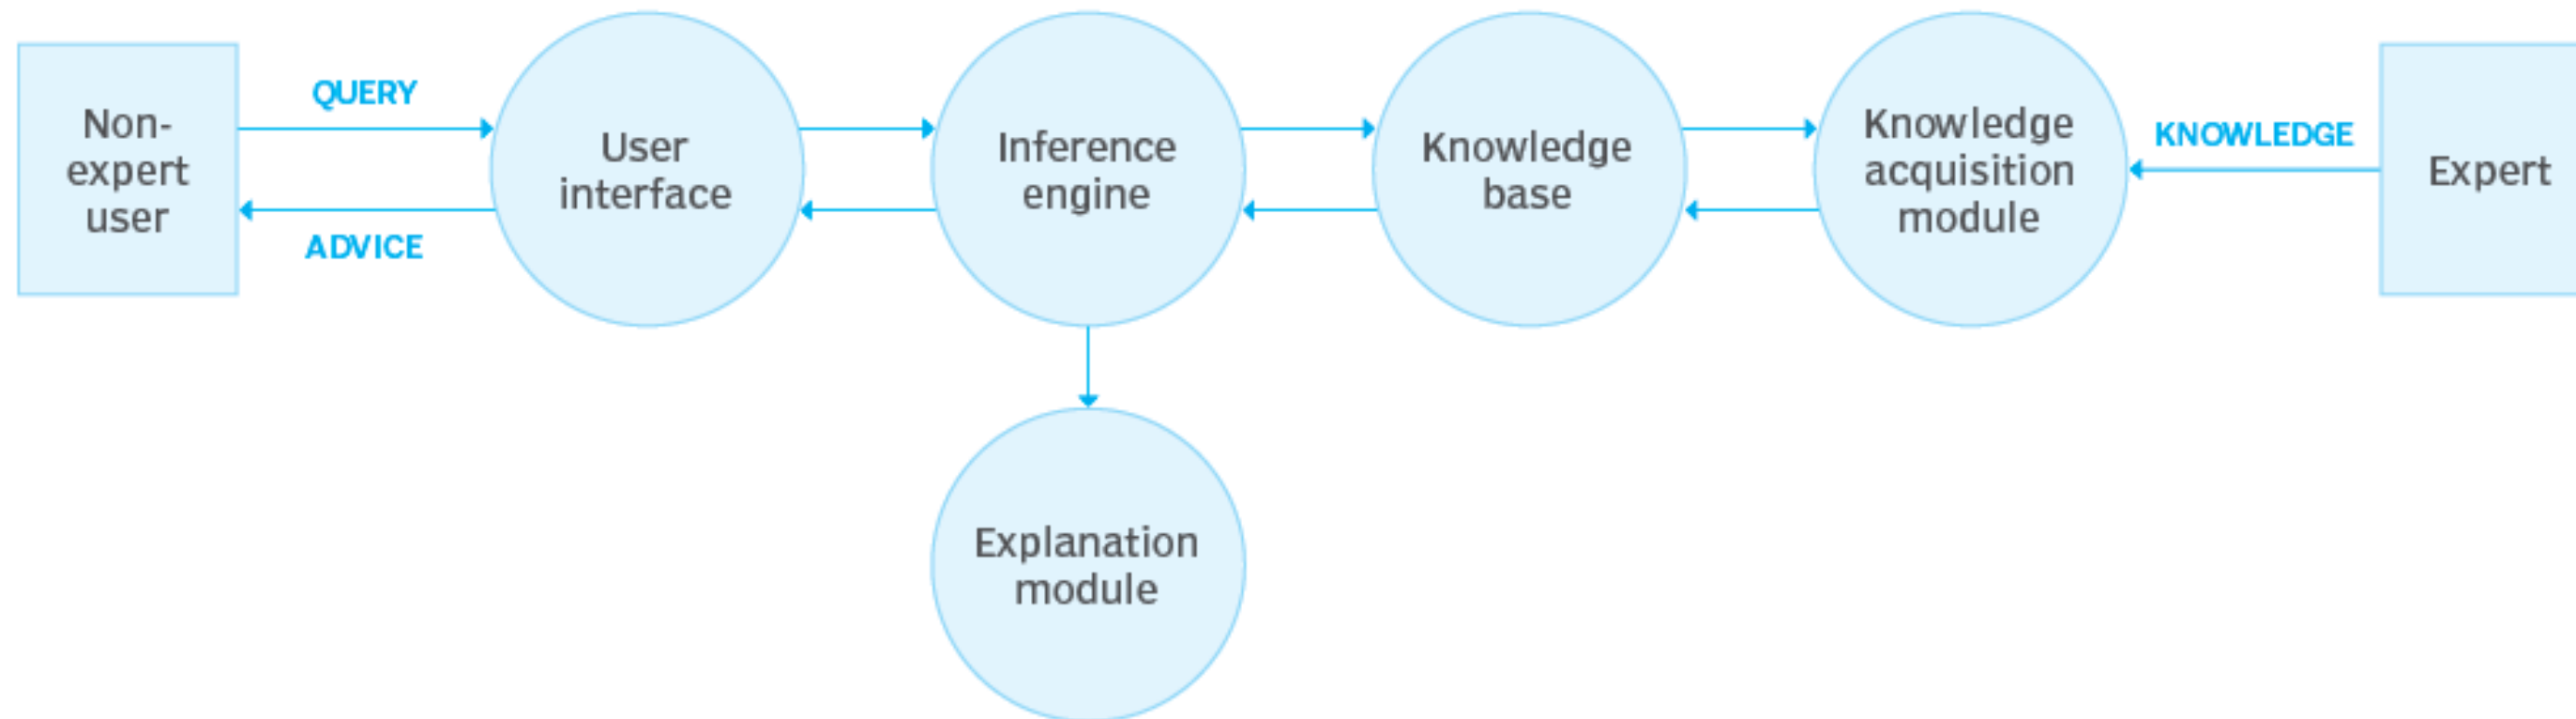 Non-
expert
user
QUERY
ADVICE
User
interface
Inference
engine
Knowledge
base
Knowledge
acquisition
module
KNOWLEDGE
Expert
Explanation
module